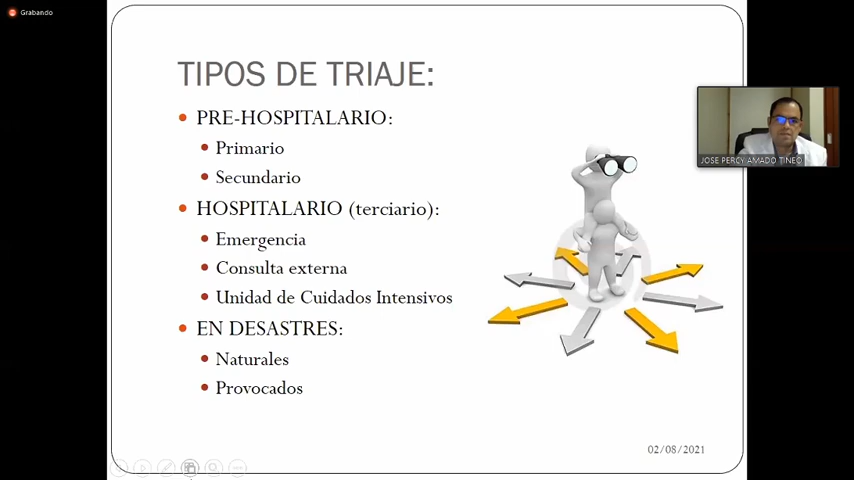 Grabando
TIPOS DE TRIAJE:
PRE-HOSPITALARIO:
Primario
Secundario
HOSPITALARIO (terciario):
Emergencia
Consulta externa
Unidad de Cuidados Intensivos
EN DESASTRES:
Naturales
Provocados
JOSE PERCY AMADO TINEO
02/08/2021